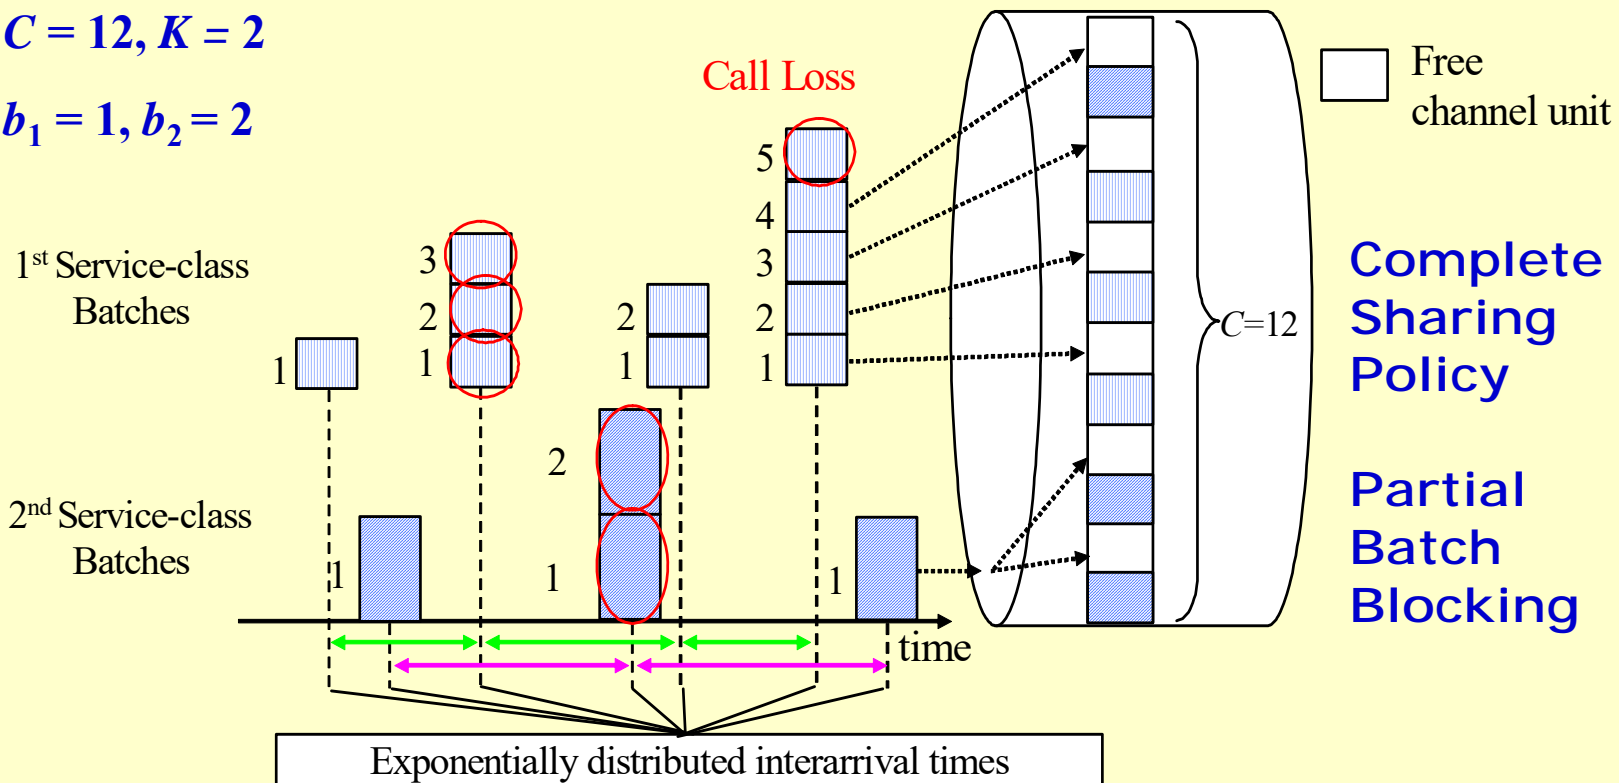 C = 12, K = 2
b₁ = 1, b₂ = 2
Call Loss
Free
channel unit
5
4
3
2
1
3
2
1
2
1
1
1ˢᵗ Service-class
Batches
C=12
Complete
Sharing
Policy
2
1
2ⁿᵈ Service-class
Batches
1
1
Partial
Batch
Blocking
time
Exponentially distributed interarrival times